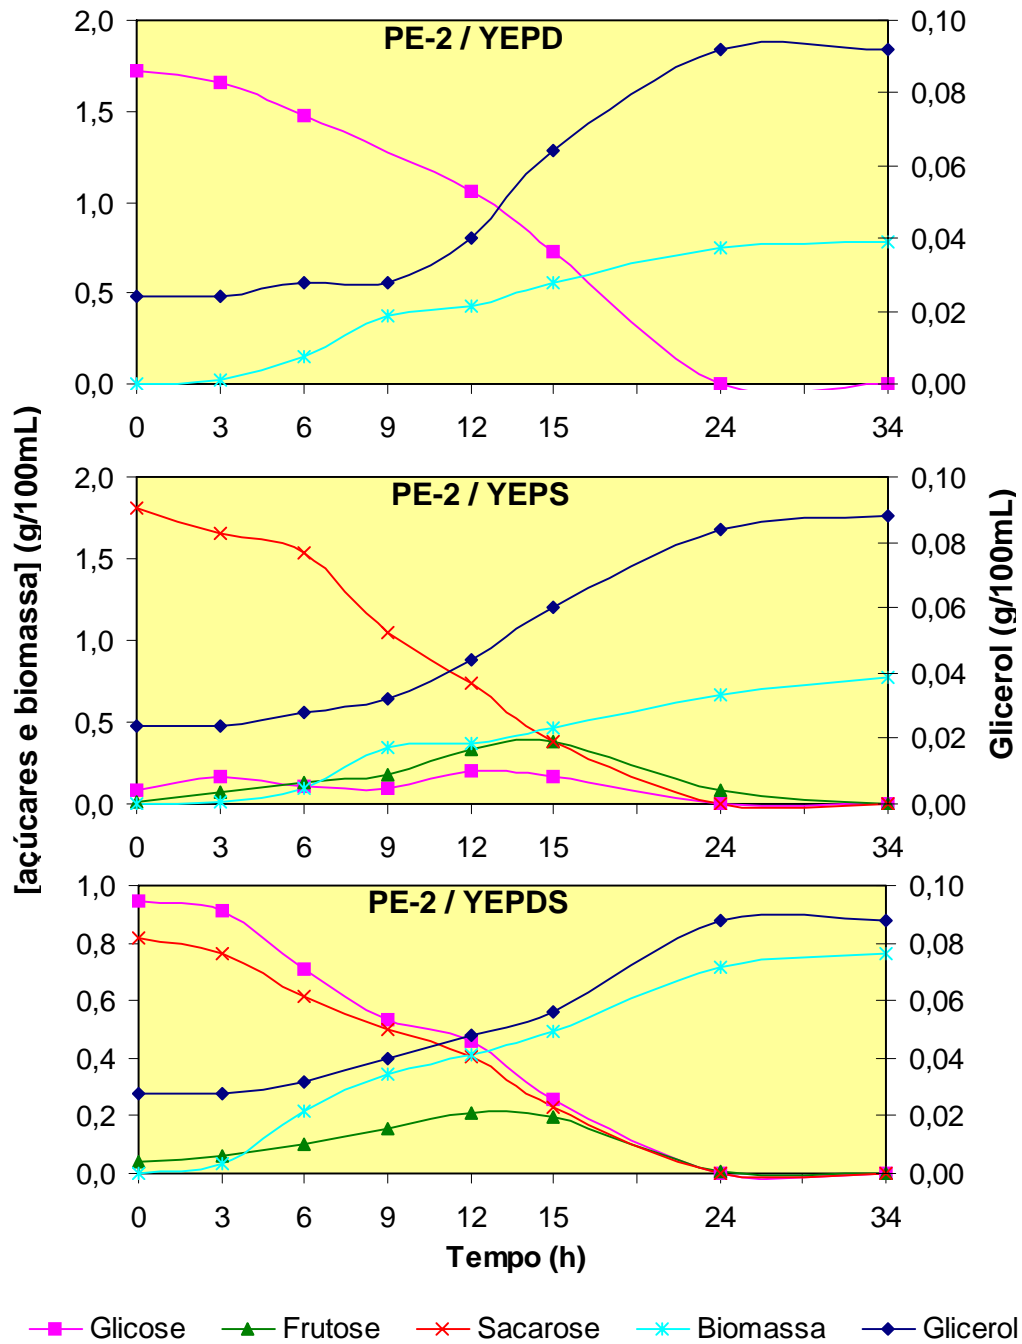 PE-2 / YEPD
2,0 0,10
1,5 0,08
1,0 0,06
0,5 0,04
0,0 0,02
0,00
0 3 6 9 12 15 24 34
[açúcares e biomassa] (g/100mL)
Glicerol (g/100mL)
PE-2 / YEPS
2,0 0,10
1,5 0,08
1,0 0,06
0,5 0,04
0,0 0,02
0,00
0 3 6 9 12 15 24 34
PE-2 / YEPDS
1,0 0,10
0,8 0,08
0,6 0,06
0,4 0,04
0,2 0,02
0,0 0,00
0 3 6 9 12 15 24 34
Tempo (h)
Glicose Frutose Sacarose Biomassa Glicerol